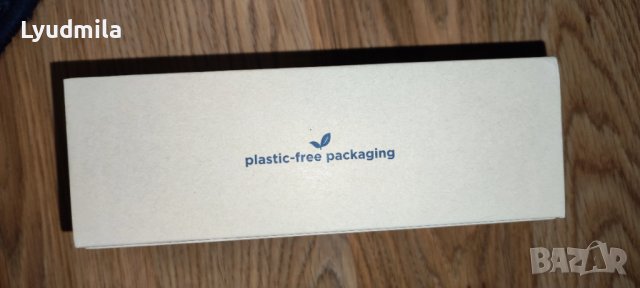 Lyudmila
plastic-free packaging
BAZAR